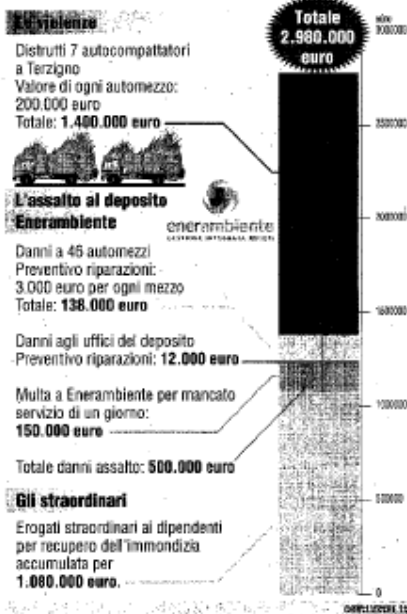 Le violenze
Distrutti 7 autocompattatori
a Terzigno
Valore di ogni automezzo:
200.000 euro
Totale: 1.400.000 euro
L'assalto al deposito
Enerambiente
Danni a 46 automezzi
Preventivo riparazioni:
3.000 euro per ogni mezzo
Totale: 138.000 euro
Danni agli uffici del deposito
Preventivo riparazioni: 12.000 euro
Multa a Enerambiente per mancato
servizio di un giorno:
150.000 euro
Totale danni assalto: 500.000 euro
Gli straordinari
Erogati straordinari ai dipendenti
per recupero dell'immondizia
accumulata per
1.080.000 euro.
enerambiente
Totale
2.980.000
euro
3000000
2500000
2000000
1500000
1000000
500000
0